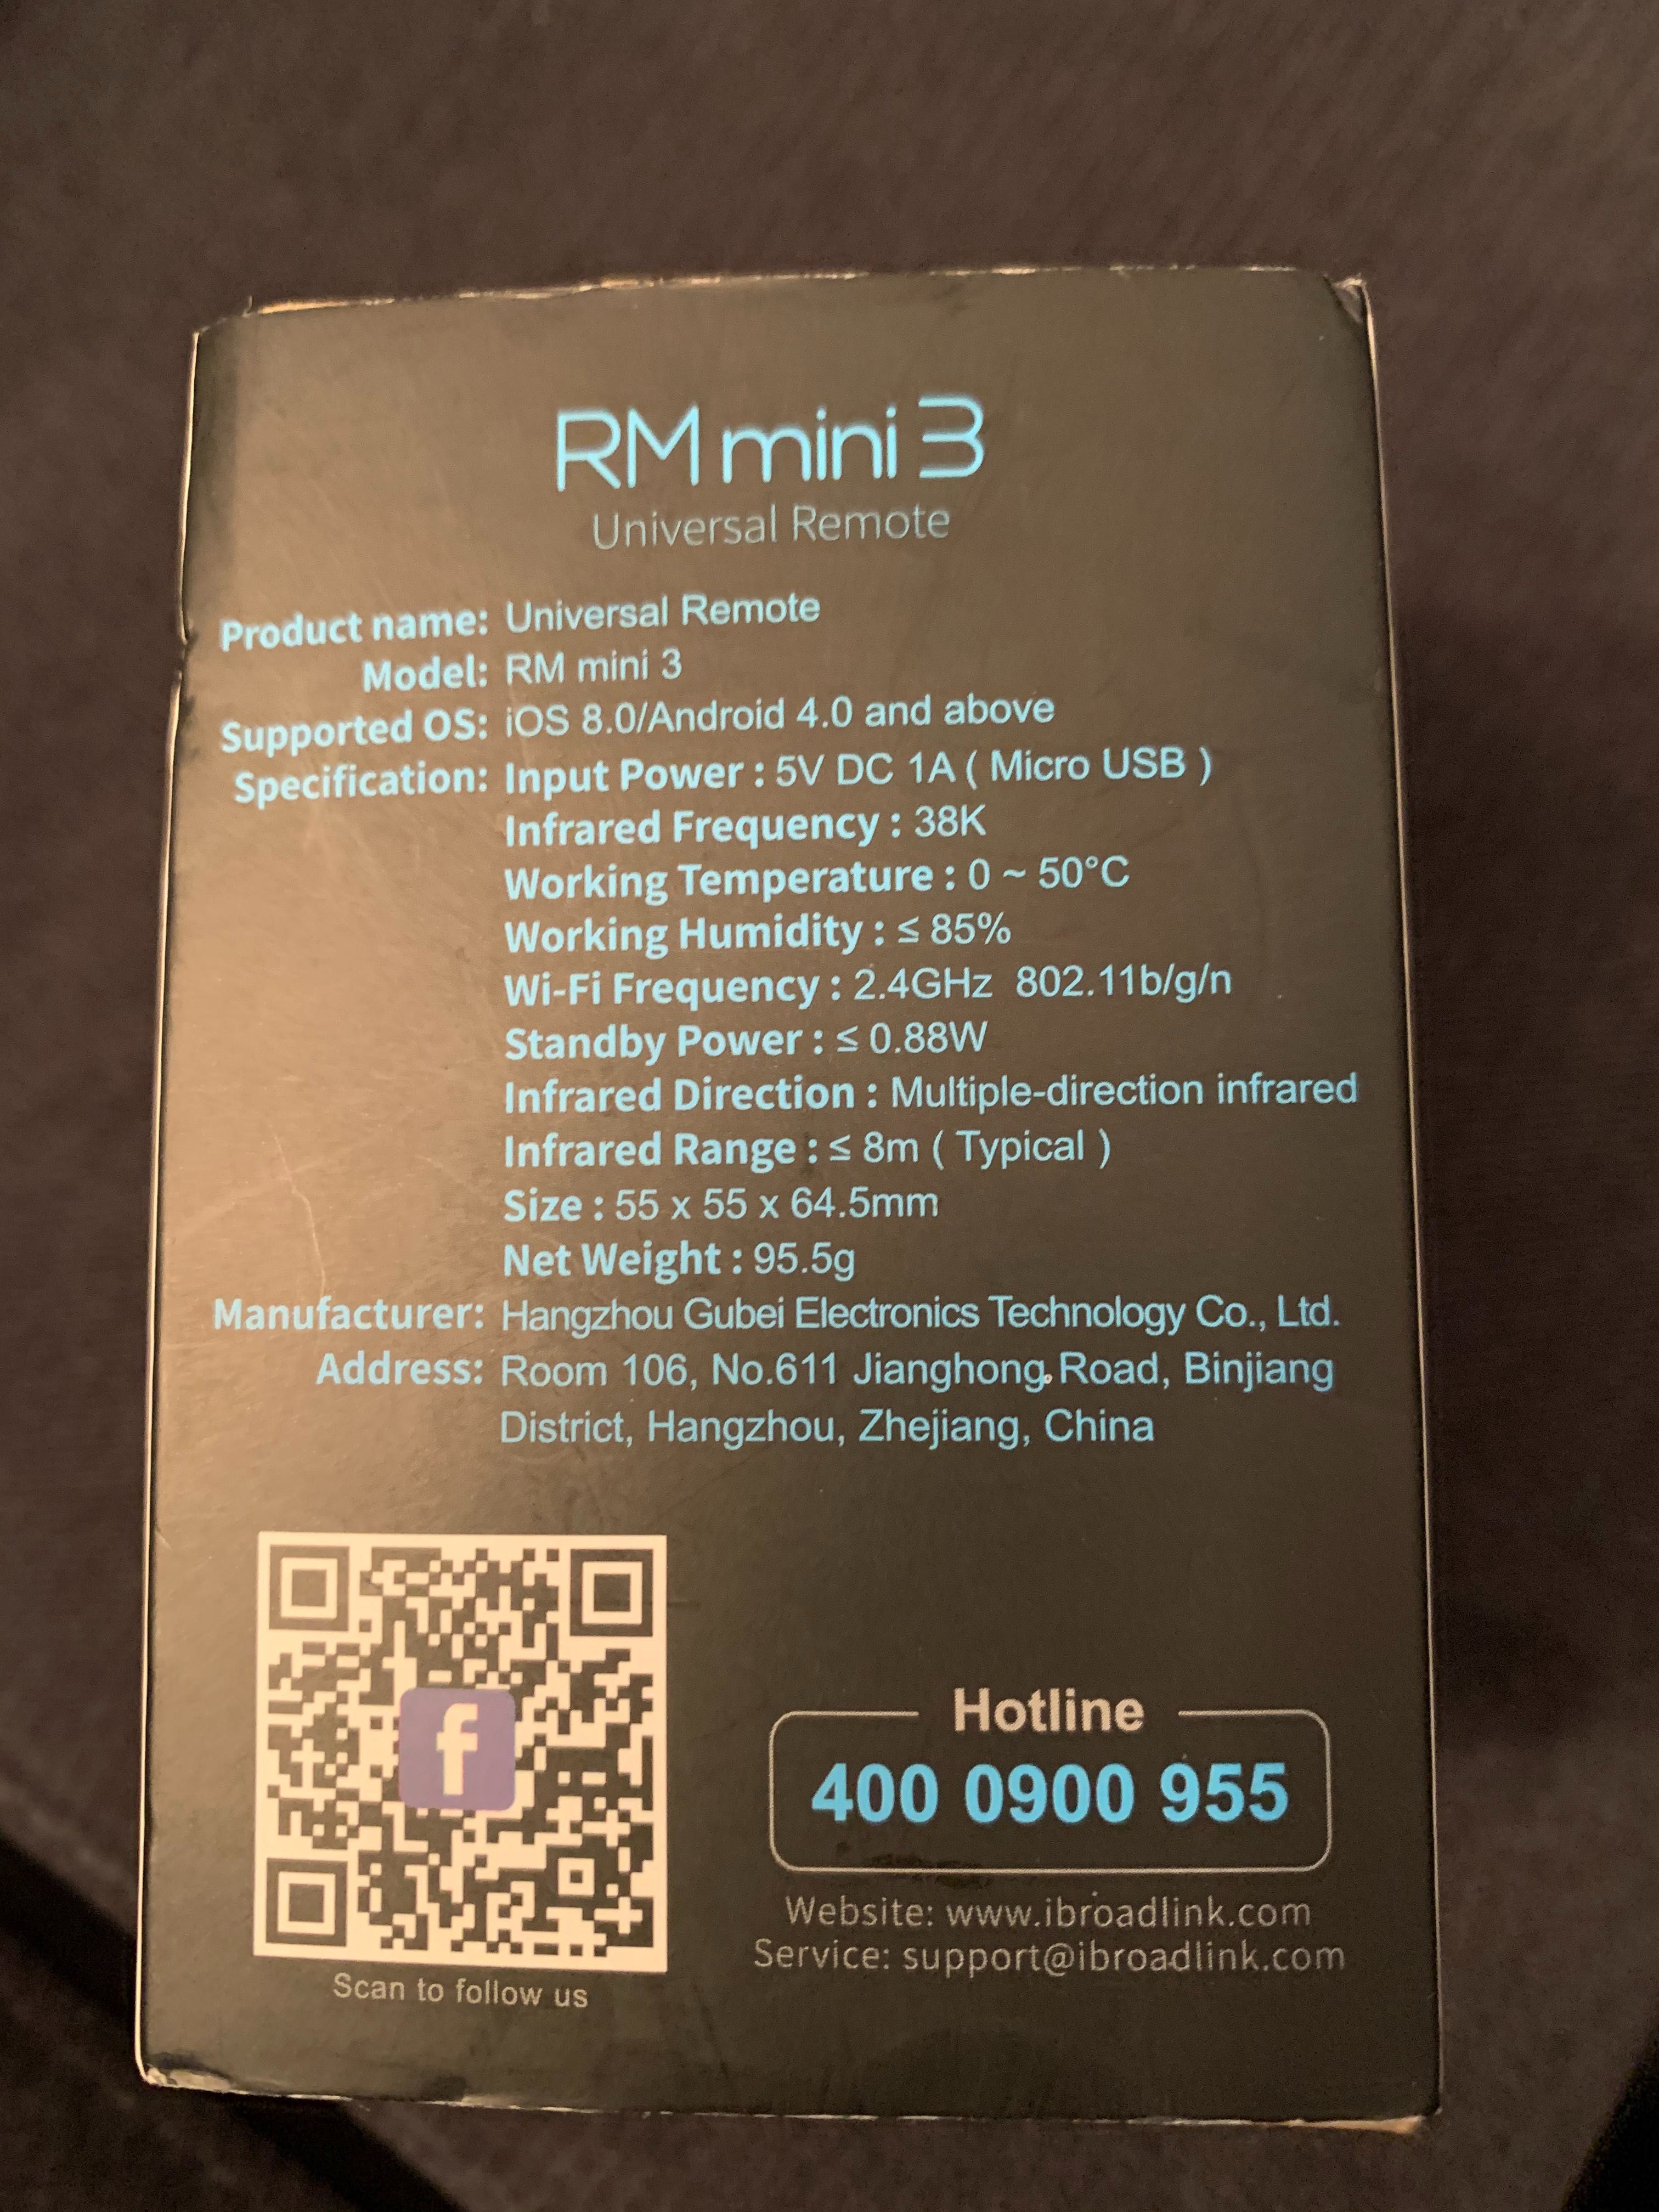 RM mini 3
Universal Remote
Product name: Universal Remote
Model: RM mini 3
Supported OS: iOS 8.0/Android 4.0 and above
Specification: Input Power : 5V DC 1A ( Micro USB )
Infrared Frequency : 38K
Working Temperature : 0 ~ 50°C
Working Humidity : ≤ 85%
Wi-Fi Frequency : 2.4GHz 802.11b/g/n
Standby Power : ≤ 0.88W
Infrared Direction : Multiple-direction infrared
Infrared Range : ≤ 8m ( Typical )
Size : 55 x 55 x 64.5mm
Net Weight : 95.5g
Manufacturer: Hangzhou Gubei Electronics Technology Co., Ltd.
Address: Room 106, No.611 Jianghong Road, Binjiang
District, Hangzhou, Zhejiang, China
f
Scan to follow us
Hotline
400 0900 955
Website: www.ibroadlink.com
Service: support@ibroadlink.com